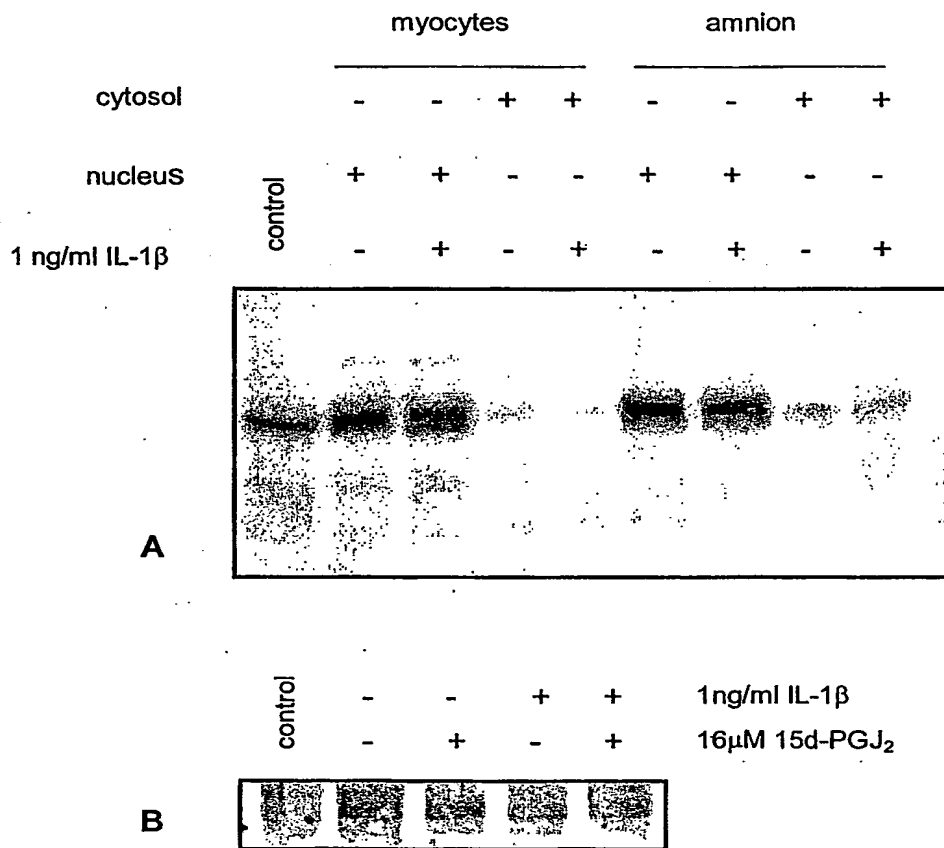 myocytes amnion
cytosol - - + + - - + +
nucleus + + - - + + - -
control
1 ng/ml IL-1β - + - + - + - +
A
control
- - + + 1ng/ml IL-1β
- + - + 16µM 15d-PGJ₂
B